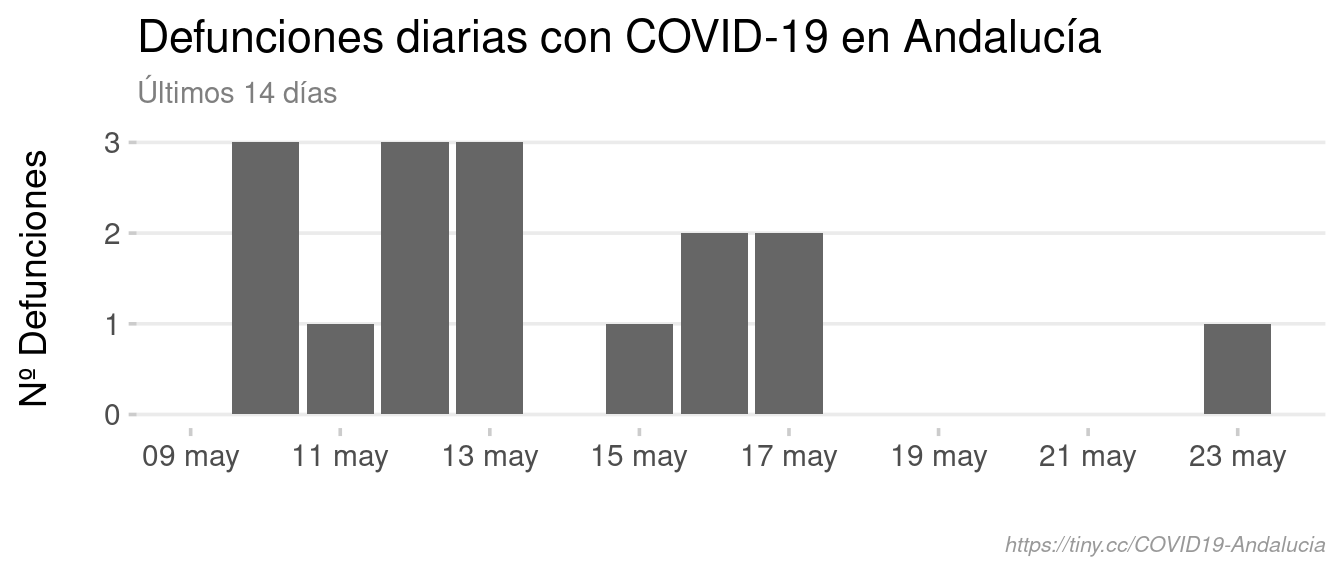 Defunciones diarias con COVID-19 en Andalucía
Últimos 14 días
Nº Defunciones
3
2
1
0
09 may 11 may 13 may 15 may 17 may 19 may 21 may 23 may
https://tiny.cc/COVID19-Andalucia